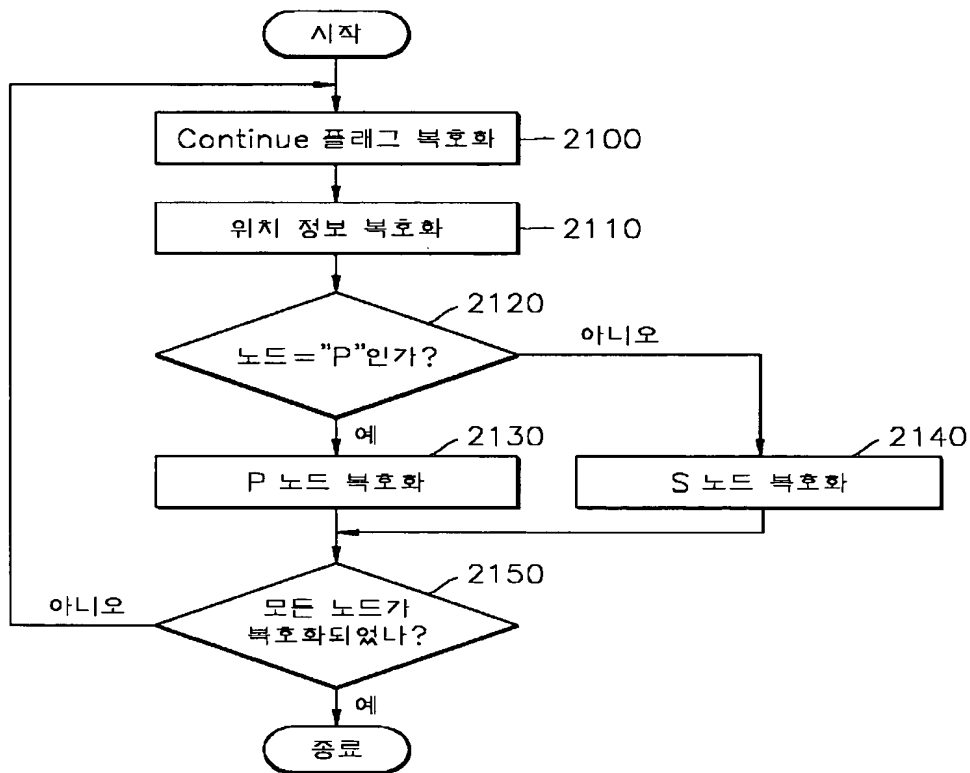 시작
Continue 플래그 복호화
2100
위치 정보 복호화
2110
2120
노드="P"인가?
아니오
예
2130
P 노드 복호화
2140
S 노드 복호화
2150
모든 노드가
복호화되었나?
아니오
예
종료